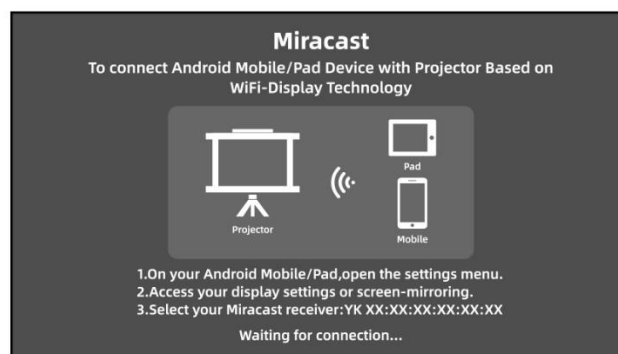 Miracast
To connect Android Mobile/Pad Device with Projector Based on
WiFi-Display Technology
Pad
Projector
Mobile
1.On your Android Mobile/Pad,open the settings menu.
2.Access your display settings or screen-mirroring.
3.Select your Miracast receiver:YK XX:XX:XX:XX:XX:XX
Waiting for connection...